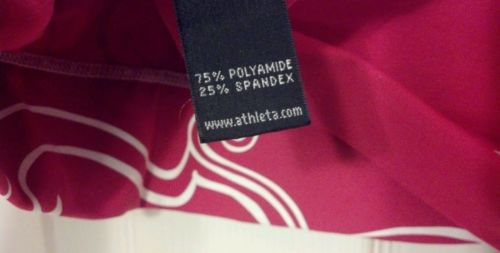 75% POLYAMIDE
25% SPANDEX
www.athleta.com